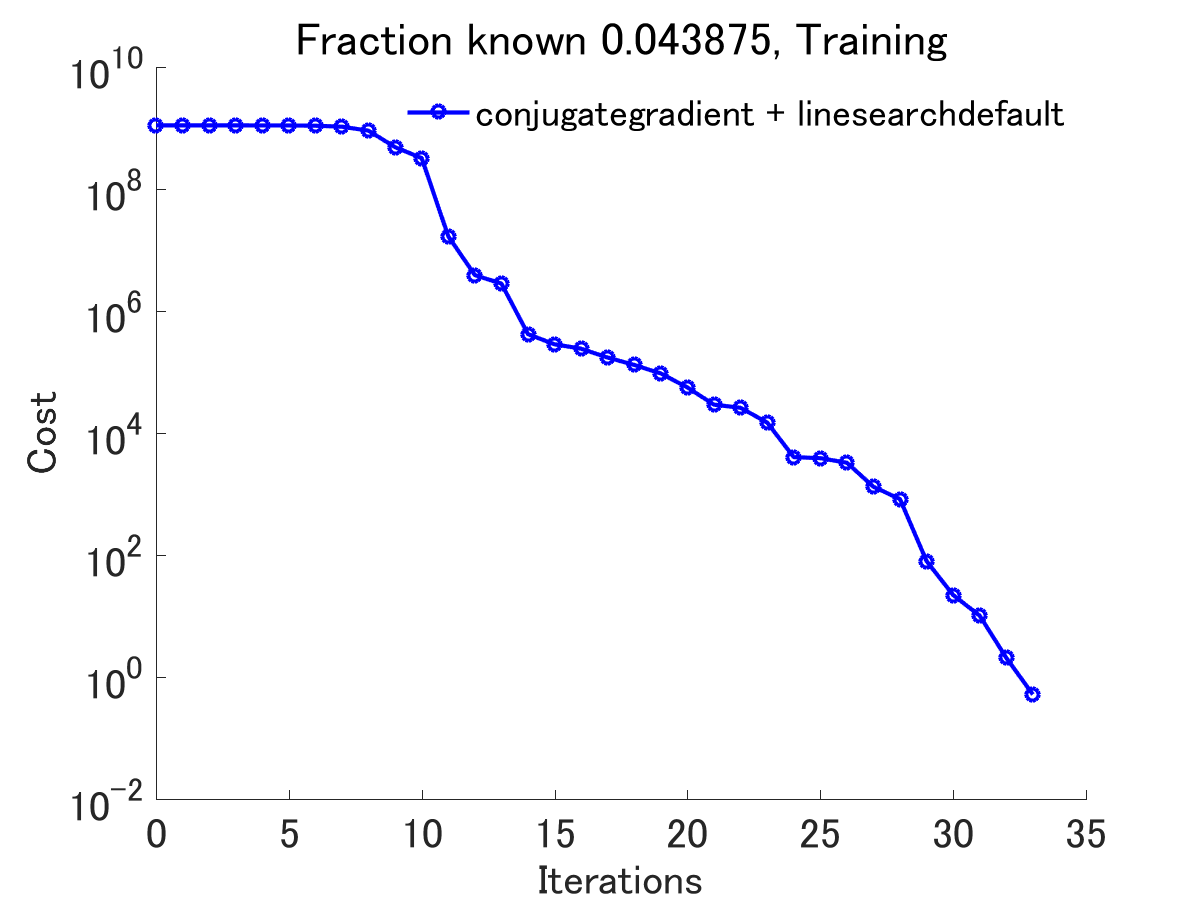 Fraction known 0.043875, Training
conjugategradient + linesearchdefault
10^10
10^8
10^6
10^4
10^2
10^0
10^-2
Cost
0 5 10 15 20 25 30 35
Iterations